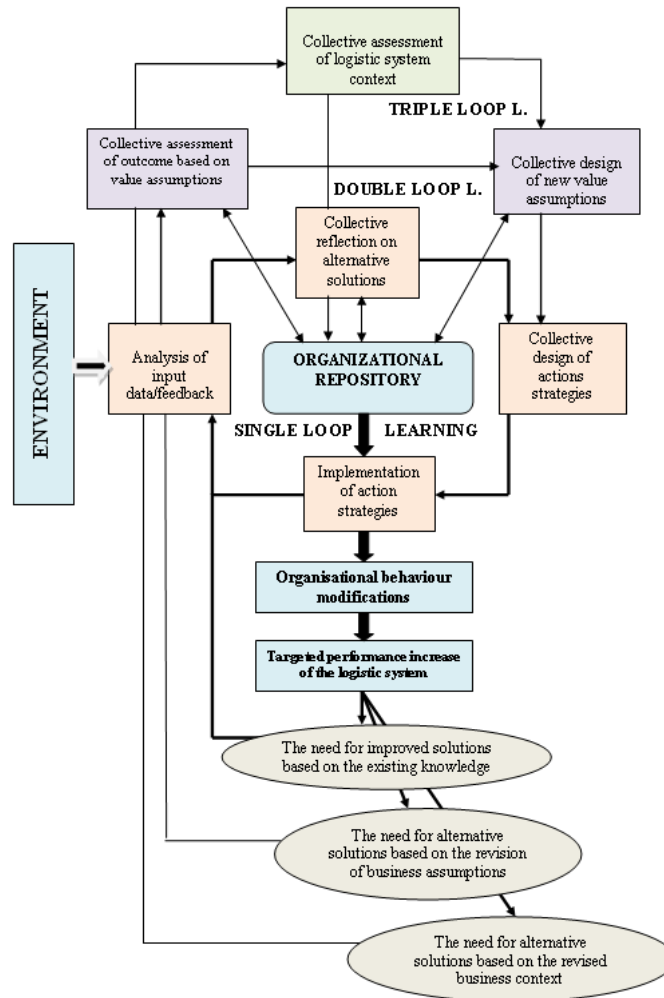 Collective assessment
of logistic system
context
TRIPLE LOOP L.
Collective assessment
of outcome based on
value assumptions
Collective design
of new value
assumptions
DOUBLE LOOP L.
Collective
reflection on
alternative
solutions
ENVIRONMENT
Analysis of
input
data/feedback
ORGANIZATIONAL
REPOSITORY
Collective
design of
actions
strategies
SINGLE LOOP LEARNING
Implementation
of action
strategies
Organisational behaviour
modifications
Targeted performance increase
of the logistic system
The need for improved solutions
based on the existing knowledge
The need for alternative
solutions based on the revision
of business assumptions
The need for alternative
solutions based on the revised
business context